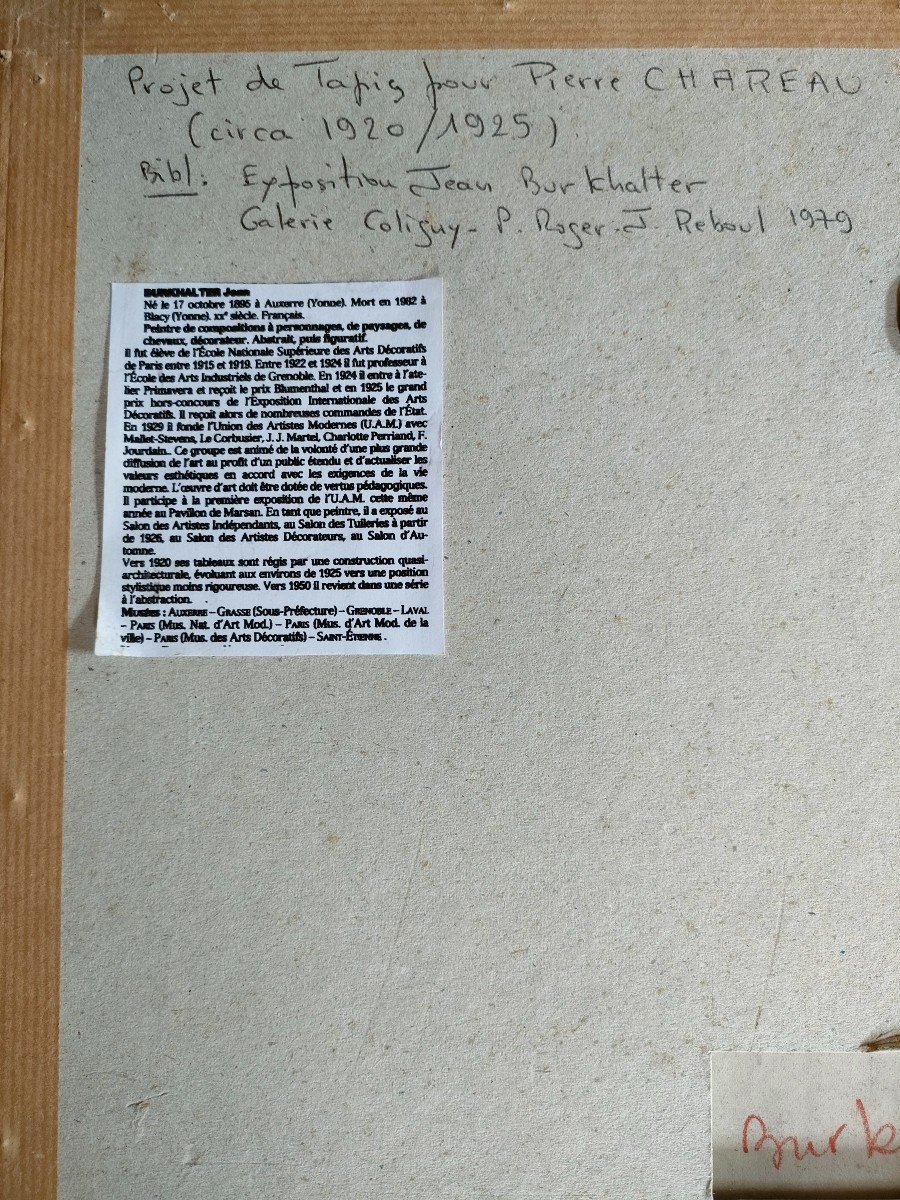 Projet de Tapis pour Pierre CHAREAU
(circa 1920/1925)
Bibl: Exposition Jean Burkhalter
Galerie Coligny - P. Roger - J. Reboul 1979
BURKHALTER Jean
Né le 17 octobre 1895 à Auxerre (Yonne). Mort en 1982 à
Blacy (Yonne). XXe siècle. Français.
Peintre de compositions à personnages, de paysages, de
chevaux, décorateur. Abstrait, puis figuratif.
Il fut élève de l'École Nationale Supérieure des Arts Décoratifs
de Paris entre 1915 et 1919. Entre 1922 et 1924 il fut professeur à
l'École des Arts Industriels de Grenoble. En 1924 il entre à l'ate-
lier Primavera et reçoit le prix Blumenthal et en 1925 le grand
prix hors-concours de l'Exposition Internationale des Arts
Décoratifs. Il reçoit alors de nombreuses commandes de l'État.
En 1929 il fonde l'Union des Artistes Modernes (U.A.M.) avec
Mallet-Stevens, Le Corbusier, J. J. Martel, Charlotte Perriand, F.
Jourdain.. Ce groupe est animé de la volonté d'une plus grande
diffusion de l'art au profit d'un public étendu et d'actualiser les
valeurs esthétiques en accord avec les exigences de la vie
moderne. L'œuvre d'art doit être dotée de vertus pédagogiques.
Il participe à la première exposition de l'U.A.M. cette même
année au Pavillon de Marsan. En tant que peintre, il a exposé au
Salon des Artistes Indépendants, au Salon des Tuileries à partir
de 1926, au Salon des Artistes Décorateurs, au Salon d'Au-
tomne.
Vers 1920 ses tableaux sont régis par une construction quasi-
architecturale, évoluant aux environs de 1925 vers une position
stylistique moins rigoureuse. Vers 1950 il revient dans une série
à l'abstraction.
MUSÉES : AUXERRE – GRASSE (Sous-Préfecture) – GRENOBLE – LAVAL
– PARIS (Mus. Nat. d'Art Mod.) – PARIS (Mus. d'Art Mod. de la
ville) – PARIS (Mus. des Arts Décoratifs) – SAINT-ÉTIENNE .
Burk